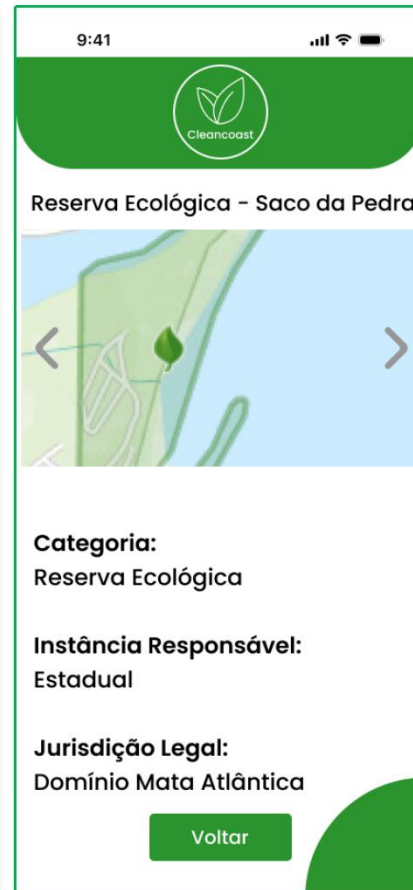 9:41
Cleancoast
Reserva Ecológica - Saco da Pedra
Categoria:
Reserva Ecológica
Instância Responsável:
Estadual
Jurisdição Legal:
Domínio Mata Atlântica
Voltar